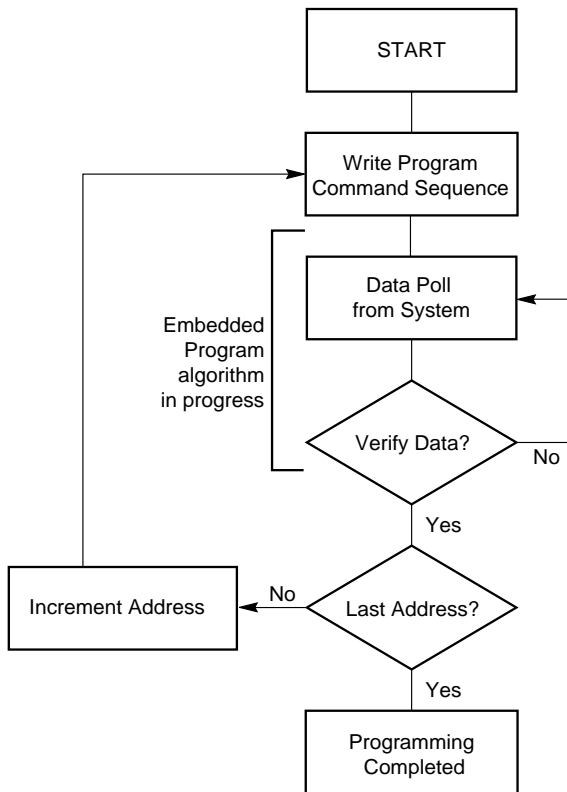 START
Write Program
Command Sequence
Data Poll
from System
Embedded
Program
algorithm
in progress
Verify Data?
No
Yes
Last Address?
No
Increment Address
Yes
Programming
Completed